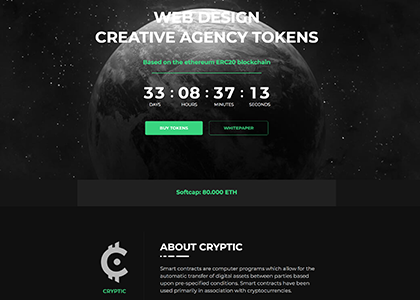 WEB DESIGN
CREATIVE AGENCY TOKENS
Based on the ethereum ERC20 blockchain
33 : 08 : 37 : 13
DAYS HOURS MINUTES SECONDS
BUY TOKENS WHITEPAPER
Softcap: 80.000 ETH
ABOUT CRYPTIC
Smart contracts are computer programs which allow for the
automatic transfer of digital assets between parties based
upon pre-specified conditions. Smart contracts have been
used primarily in association with cryptocurrencies.
CRYPTIC